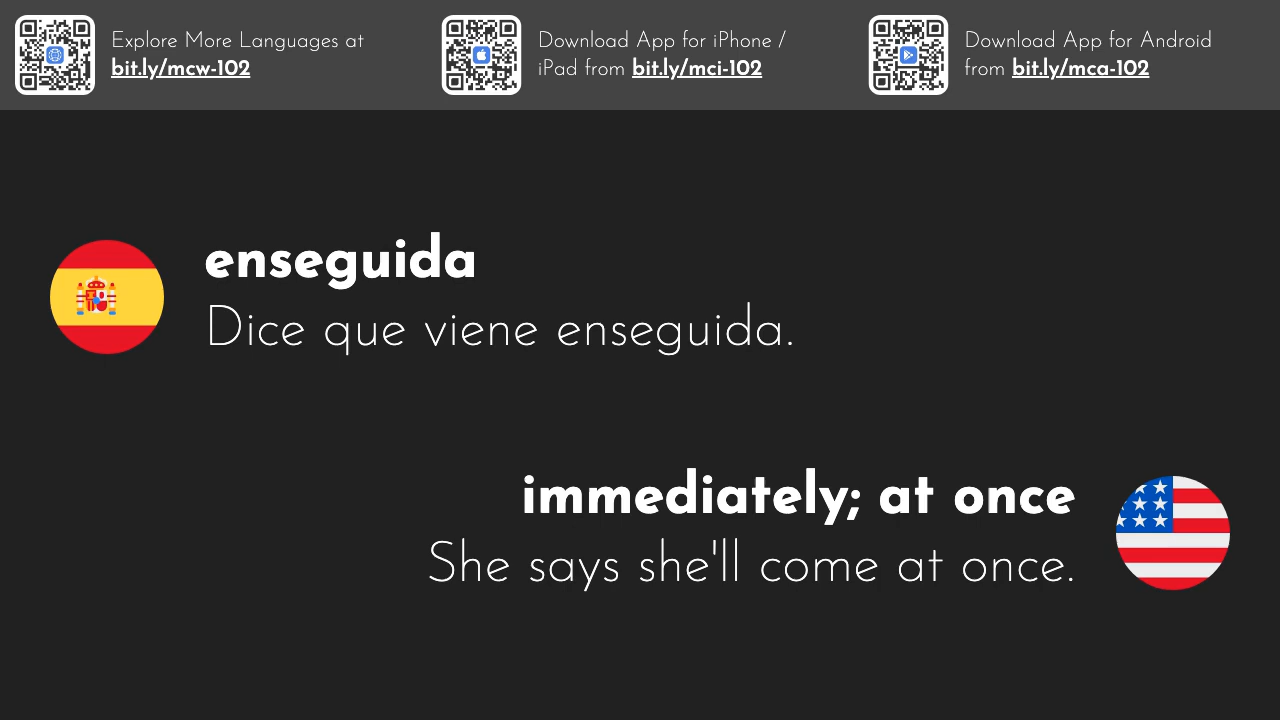 Explore More Languages at
bit.ly/mcw-102
Download App for iPhone /
iPad from bit.ly/mci-102
Download App for Android
from bit.ly/mca-102
enseguida
Dice que viene enseguida.
immediately; at once
She says she'll come at once.